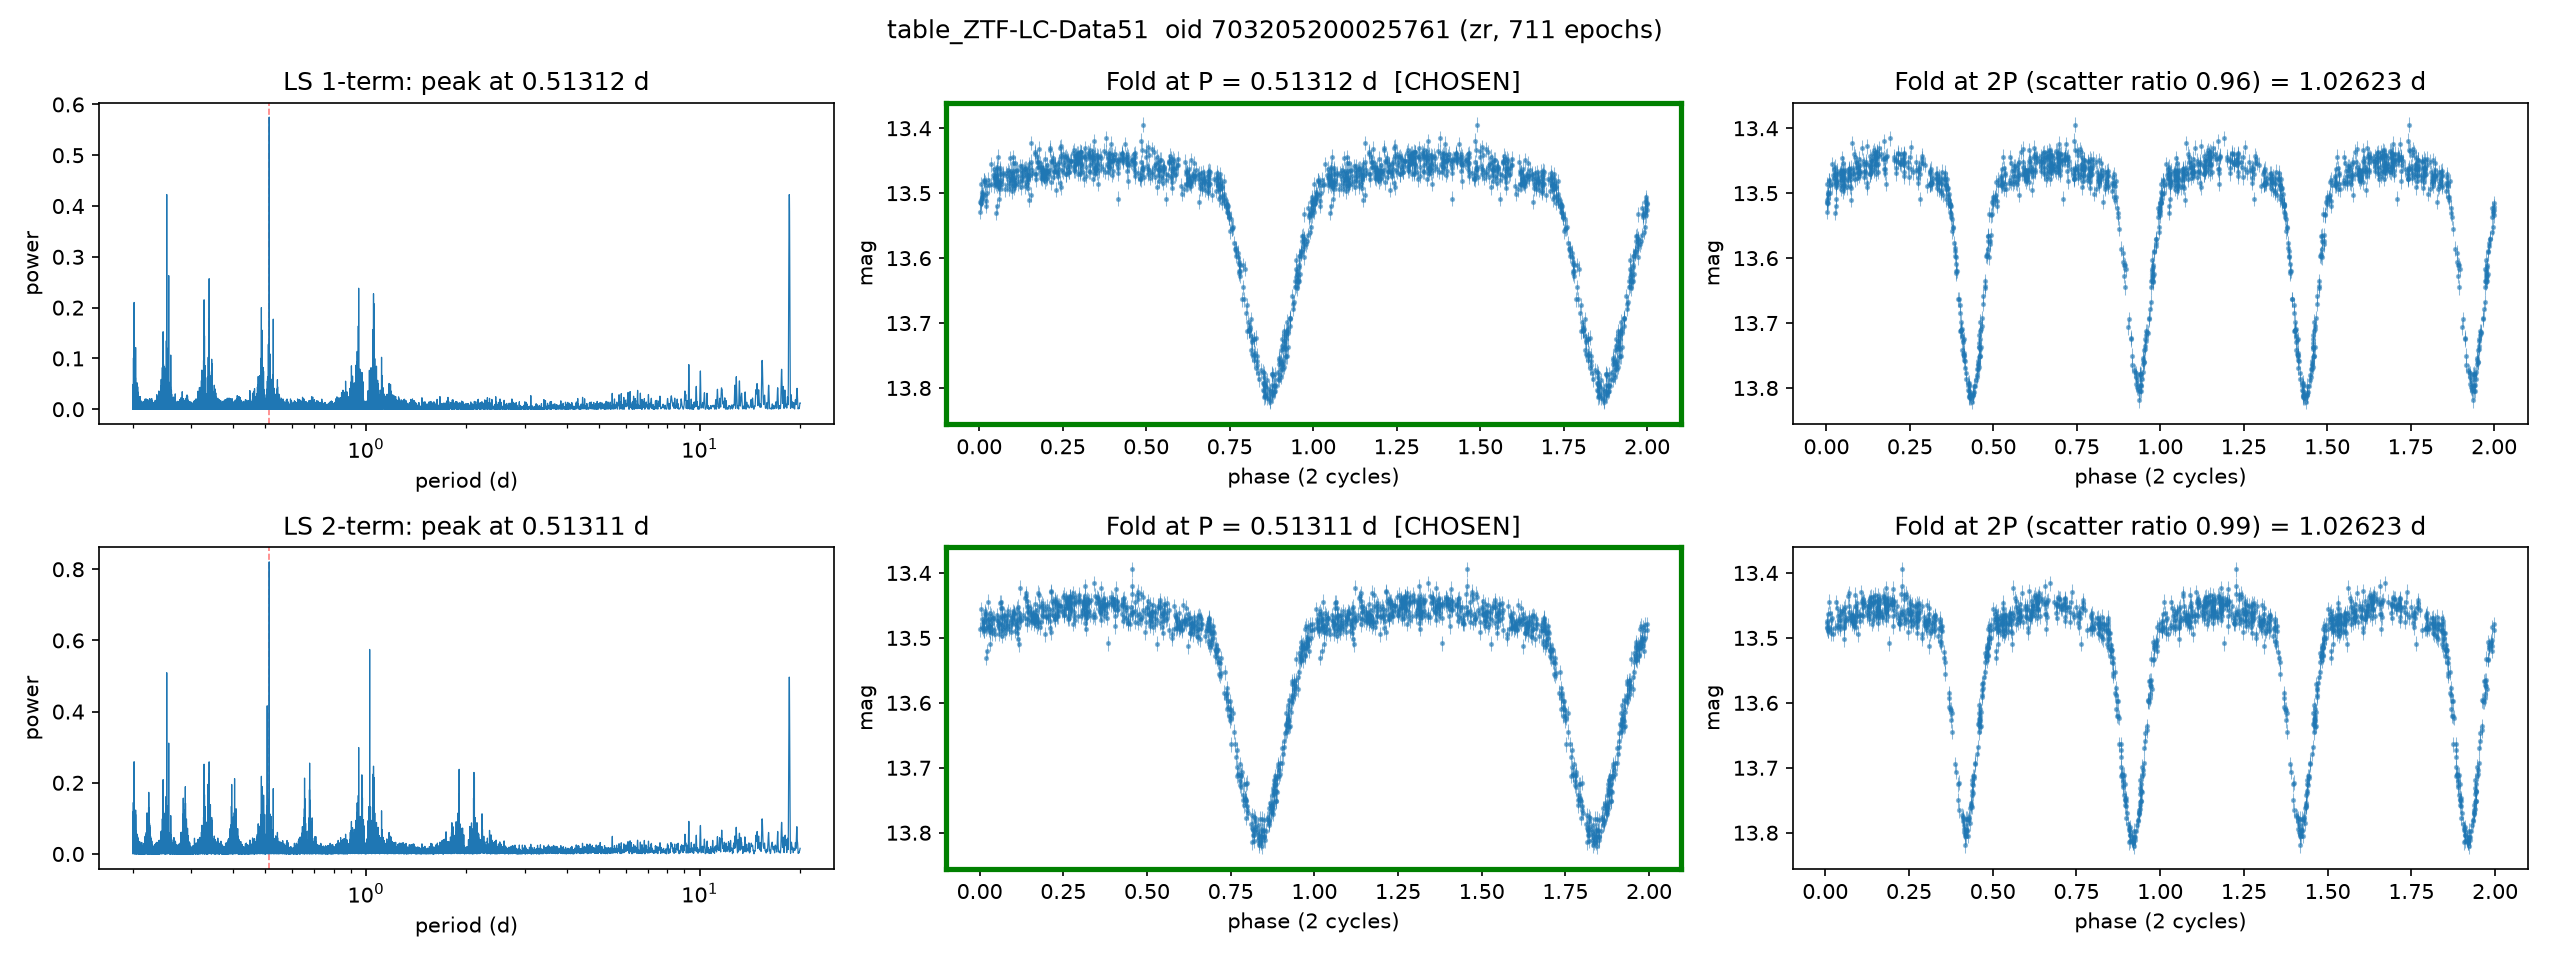 table_ZTF-LC-Data51  oid 703205200025761 (zr, 711 epochs)
LS 1-term: peak at 0.51312 d
power
0.6
0.5
0.4
0.3
0.2
0.1
0.0
10^0
10^1
period (d)
Fold at P = 0.51312 d  [CHOSEN]
mag
13.4
13.5
13.6
13.7
13.8
0.00 0.25 0.50 0.75 1.00 1.25 1.50 1.75 2.00
phase (2 cycles)
Fold at 2P (scatter ratio 0.96) = 1.02623 d
mag
13.4
13.5
13.6
13.7
13.8
0.00 0.25 0.50 0.75 1.00 1.25 1.50 1.75 2.00
phase (2 cycles)
LS 2-term: peak at 0.51311 d
power
0.8
0.6
0.4
0.2
0.0
10^0
10^1
period (d)
Fold at P = 0.51311 d  [CHOSEN]
mag
13.4
13.5
13.6
13.7
13.8
0.00 0.25 0.50 0.75 1.00 1.25 1.50 1.75 2.00
phase (2 cycles)
Fold at 2P (scatter ratio 0.99) = 1.02623 d
mag
13.4
13.5
13.6
13.7
13.8
0.00 0.25 0.50 0.75 1.00 1.25 1.50 1.75 2.00
phase (2 cycles)